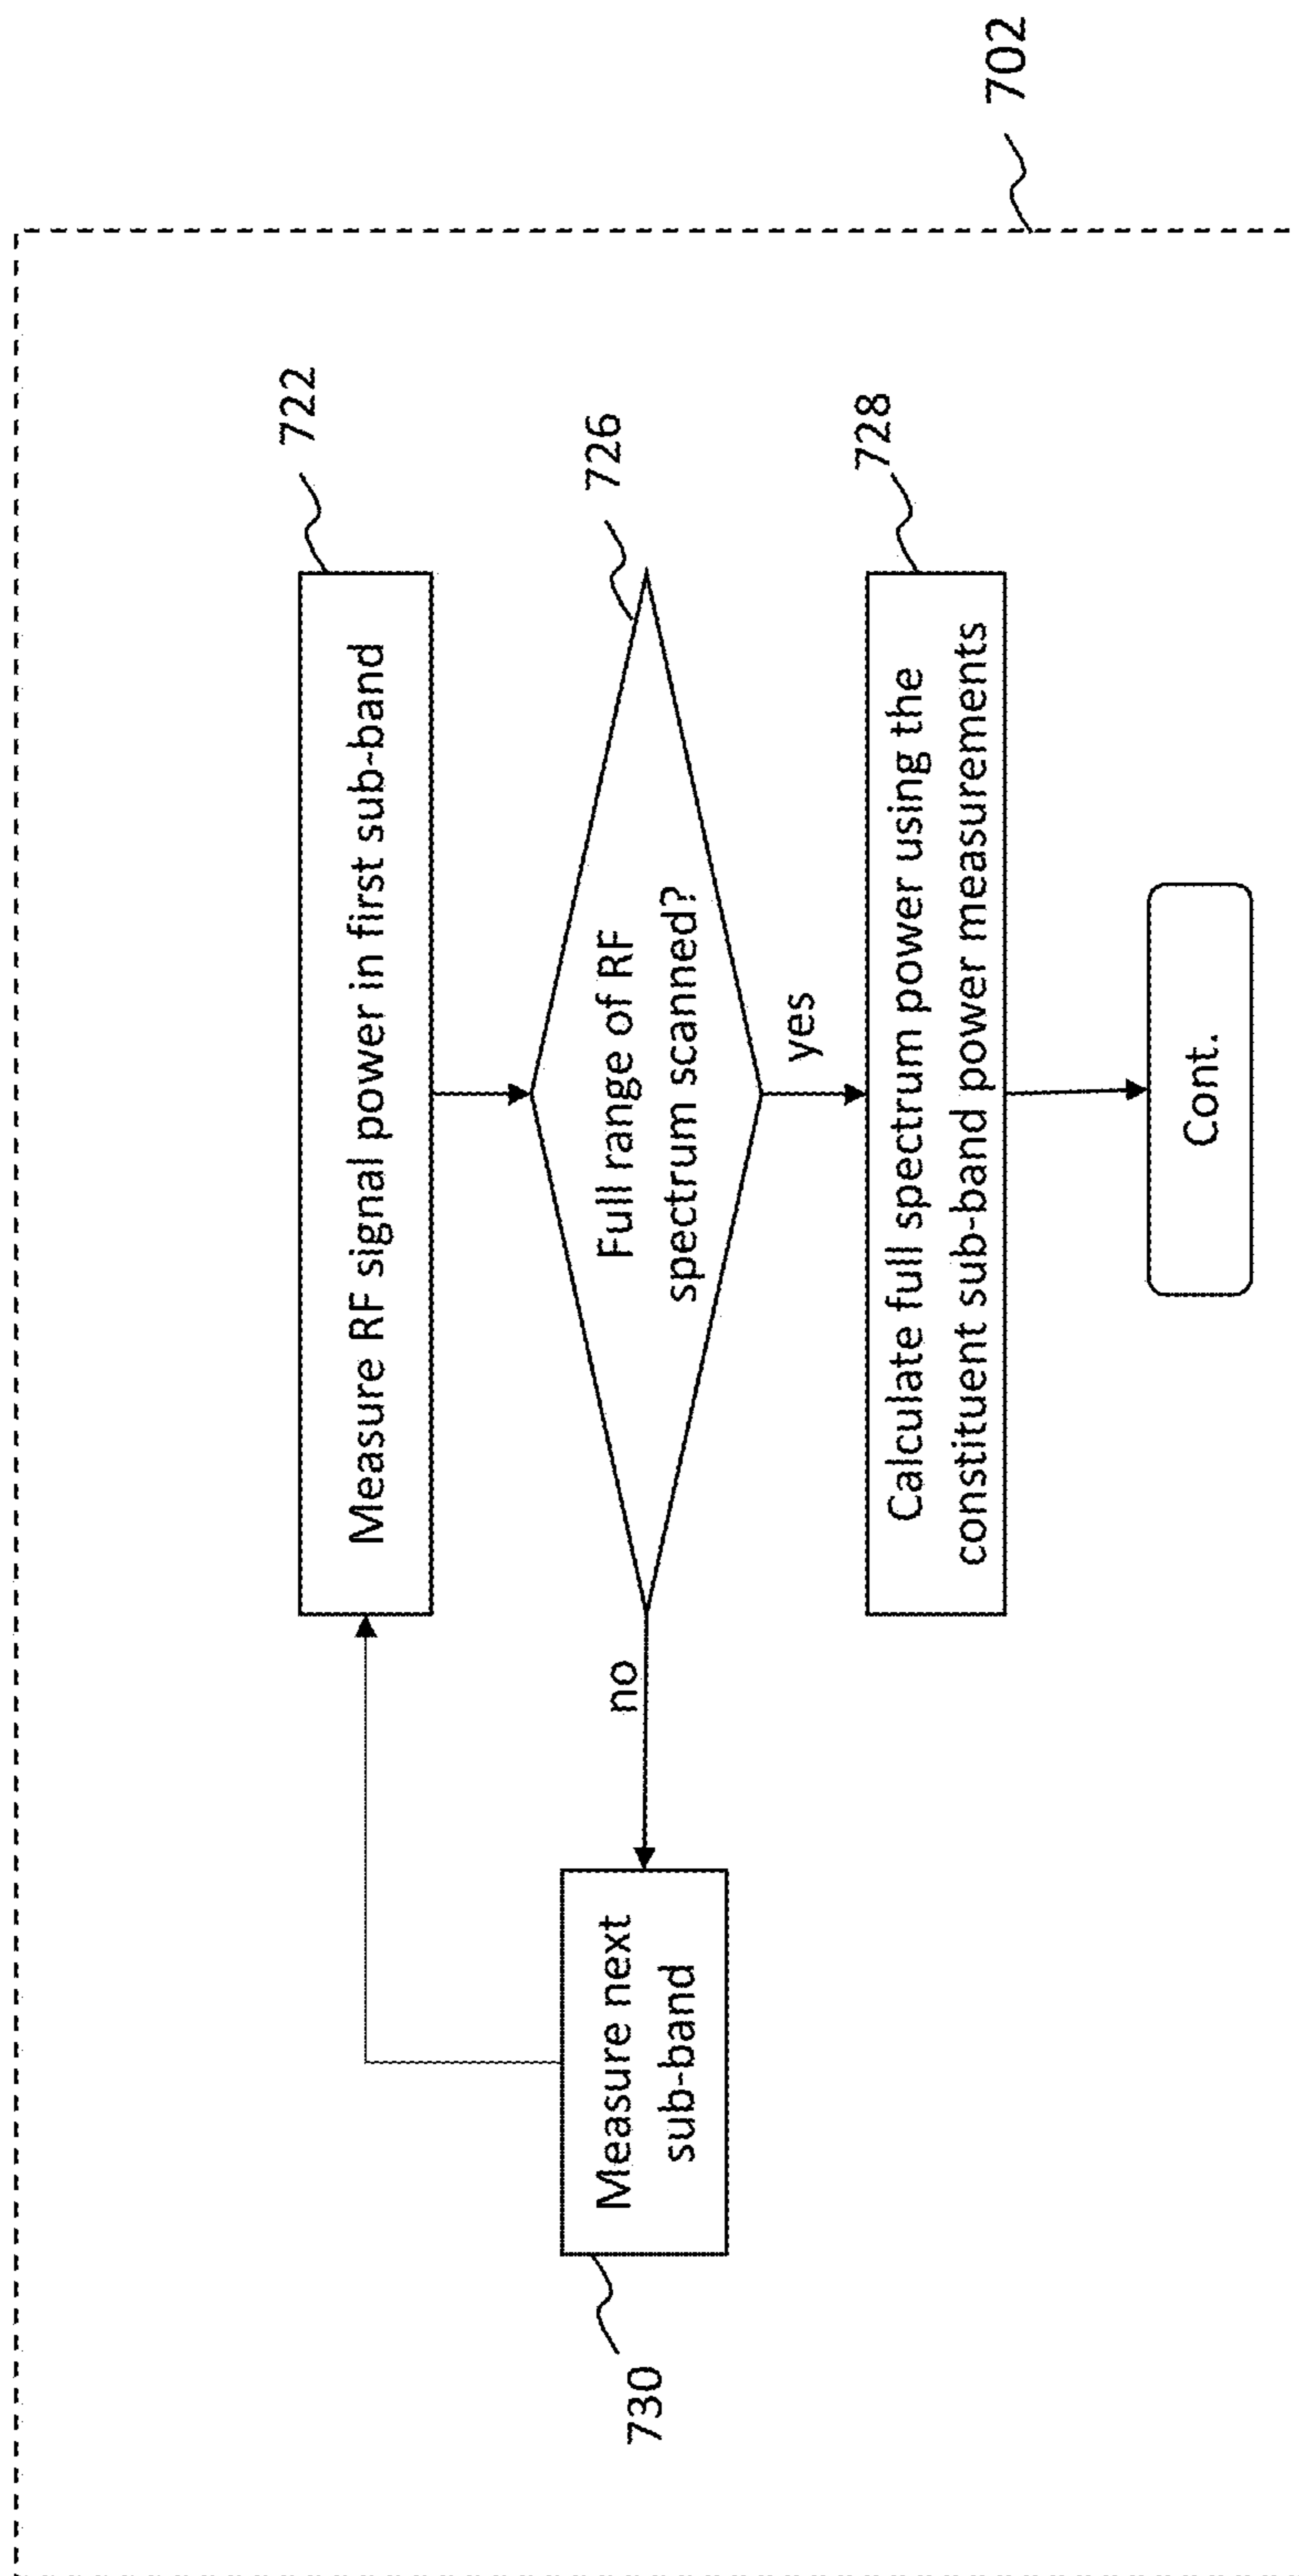 702
722
Measure RF signal power in first sub-band
726
Full range of RF
spectrum scanned?
no
yes
Measure next
sub-band
730
728
Calculate full spectrum power using the
constituent sub-band power measurements
Cont.